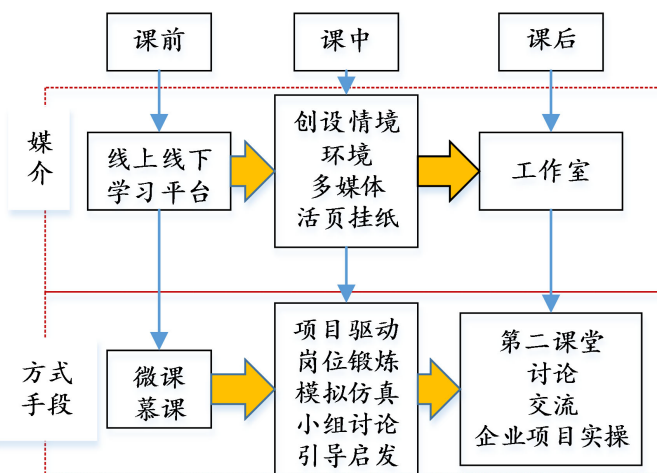 课前
课中
课后
媒
介
线上线下
学习平台
创设情境
环境
多媒体
活页挂纸
工作室
方式
手段
微课
慕课
项目驱动
岗位锻炼
模拟仿真
小组讨论
引导启发
第二课堂
讨论
交流
企业项目实操